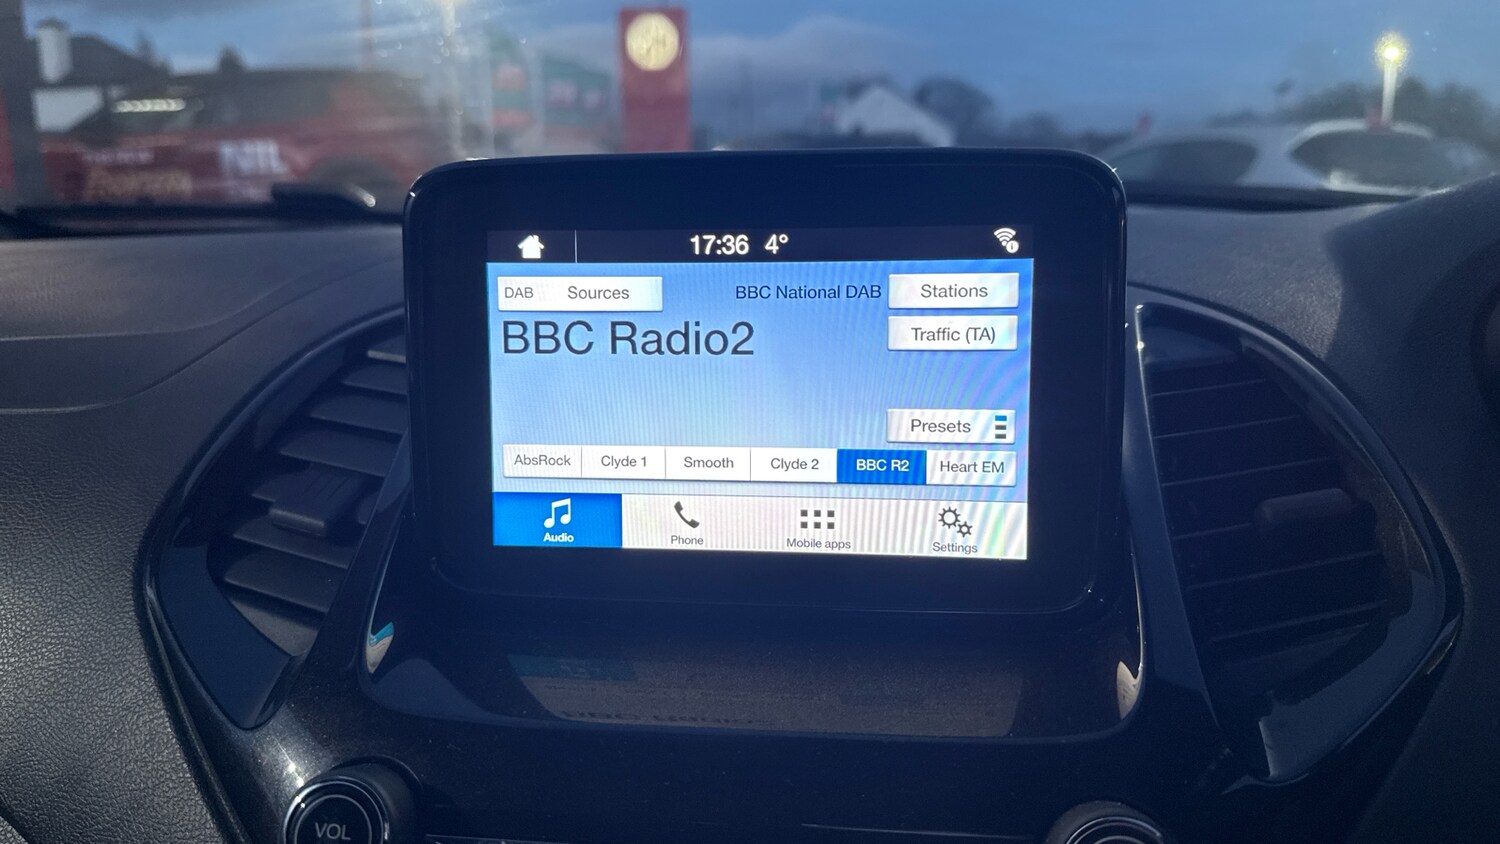 17:36 4°
DAB Sources
BBC National DAB
Stations
BBC Radio2
Traffic (TA)
Presets
AbsRock
Clyde 1
Smooth
Clyde 2
BBC R2
Heart EM
Audio
Phone
Mobile apps
Settings
VOL